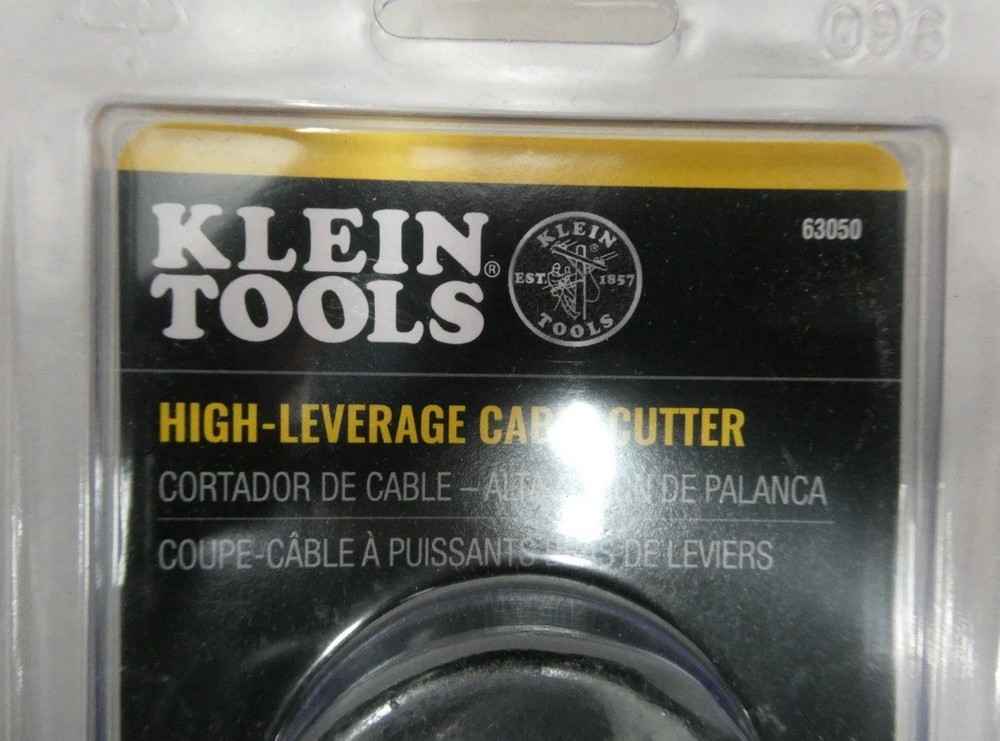 096
KLEIN
TOOLS®
KLEIN
EST. 1857
TOOLS
63050
HIGH-LEVERAGE CUTTER
CORTADOR DE CABLE – DE PALANCA
COUPE-CÂBLE À PUISSANTS DE LEVIERS